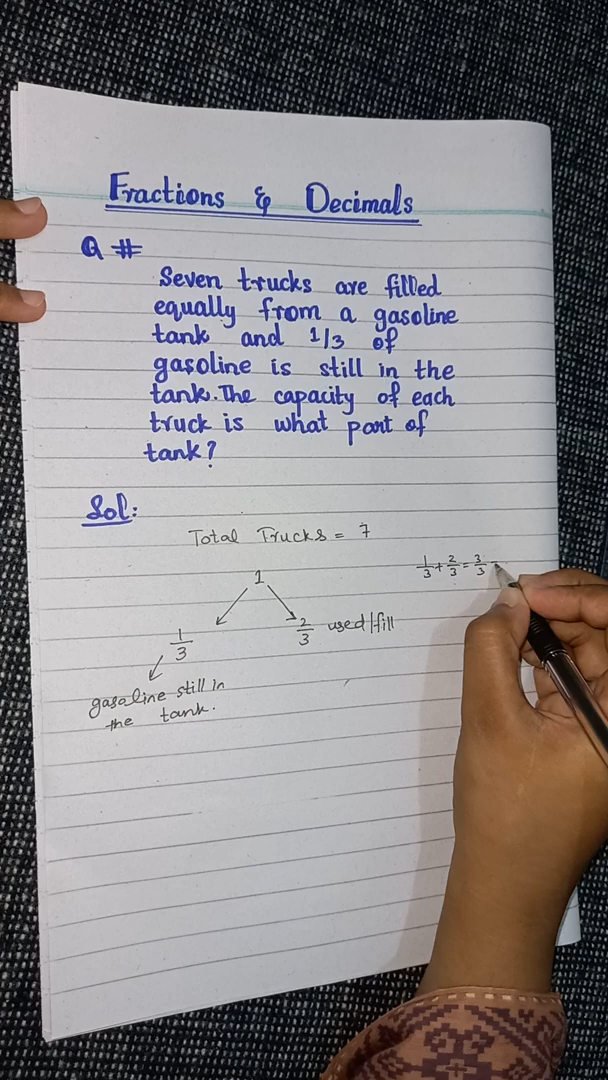 Fractions & Decimals
Q #
Seven trucks are filled
equally from a gasoline
tank and 1/3 of
gasoline is still in the
tank. The capacity of each
truck is what part of
tank?
Sol:
Total Trucks = 7
1
1/3 + 2/3 = 3/3 =
1/3
2/3 used/fill
gasoline still in
the tank.